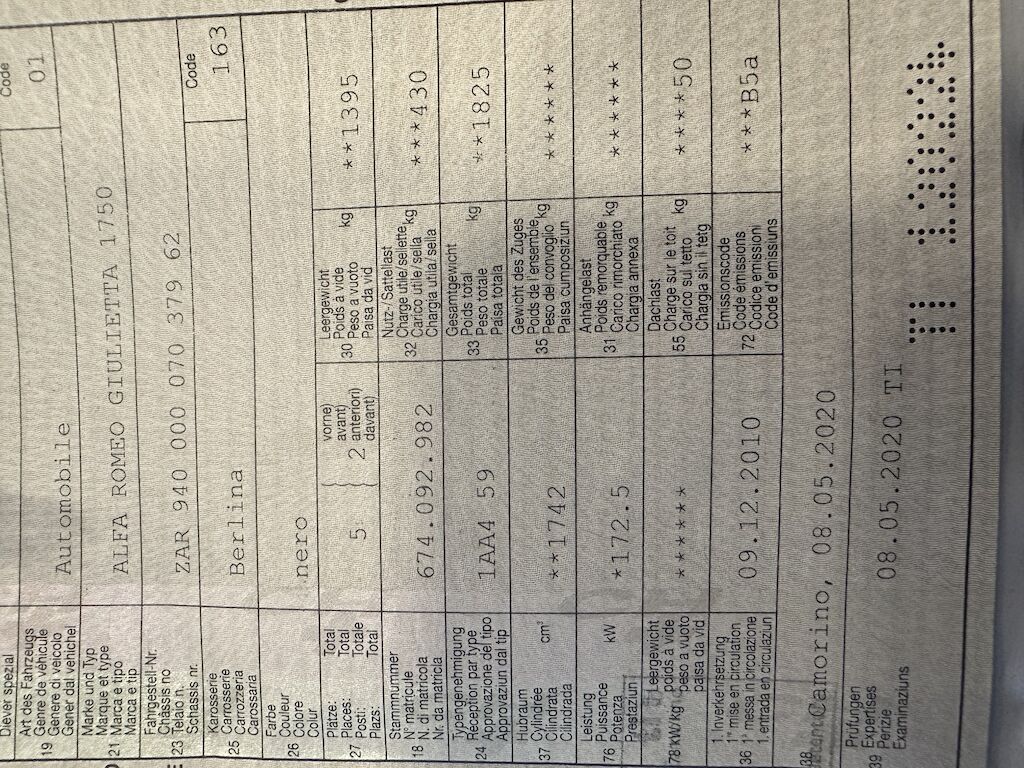 Diever spezial
Code
Art des Fahrzeugs
Genre de véhicule
19 Genere di veicolo
Gener dal vehichel
Automobile
01
Marke und Typ
Marque et type
21 Marca e tipo
Marca e tip
ALFA ROMEO GIULIETTA 1750
Fahrgestell-Nr.
Châssis no
23 Telaio n.
Schassis nr.
ZAR 940 000 070 379 62
Code
Karosserie
Carrosserie
25 Carrozzeria
Carossaria
Berlina
163
Farbe
Couleur
26 Colore
Colur
nero
Plätze: Total
Places: Total
27 Posti: Totale
Plazs: Total
5
2
vorne)
avant)
anteriori)
davant)
Leergewicht
Poids à vide
30 Peso a vuoto kg
Paisa da vid
**1395
Stammnummer
N° matricule
18 N. di matricola
Nr. da matricla
674.092.982
Nutz-/Sattellast
Charge utile/sellette
32 Carico utile/sella kg
Chargia utila/sella
***430
Typengenehmigung
Réception par type
24 Approvazione del tipo
Approvaziun dal tip
1AA4 59
Gesamtgewicht
Poids total
33 Peso totale kg
Paisa totala
**1825
Hubraum
Cylindrée
37 Cilindrata cm³
Cilindrada
**1742
Gewicht des Zuges
Poids de l'ensemble
35 Peso del convoglio kg
Paisa cumposiziun
******
Leistung
Puissance
76 Potenza kW
Prestaziun
*172.5
Anhängelast
Poids remorquable
31 Carico rimorchiato kg
Chargia annexa
******
Leergewicht
poids à vide
78 kW/kg peso a vuoto
paisa da vid
******
Dachlast
Charge sur le toit
55 Carico sul tetto kg
Chargia sin il tetg
****50
1. Inverkehrsetzung
1re mise en circulation
36 1a messa in circolazione
1. entrada en circulaziun
09.12.2010
Emissionscode
Code émissions
72 Codice emissioni
Code d'emissiuns
***B5a
38
Camorino, 08.05.2020
Prüfungen
Expertises
39 Perizie
Examinaziuns
08.05.2020 TI